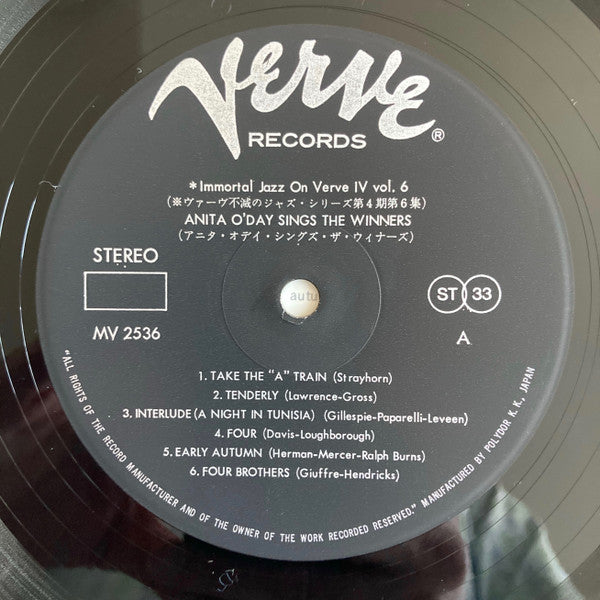 Verve
RECORDS ®
*Immortal Jazz On Verve IV vol. 6
(※ヴァーヴ不滅のジャズ・シリーズ第4期第6集)
ANITA O'DAY SINGS THE WINNERS
(アニタ・オデイ・シングズ・ザ・ウィナーズ)
STEREO
MV 2536
ST 33
A
autu
1. TAKE THE "A" TRAIN (Strayhorn)
2. TENDERLY (Lawrence-Gross)
3. INTERLUDE (A NIGHT IN TUNISIA) (Gillespie-Paparelli-Leveen)
4. FOUR (Davis-Loughborough)
5. EARLY AUTUMN (Herman-Mercer-Ralph Burns)
6. FOUR BROTHERS (Giuffre-Hendricks)
"ALL RIGHTS OF THE RECORD MANUFACTURER AND OF THE OWNER OF THE WORK RECORDED RESERVED." MANUFACTURED BY POLYDOR K.K., JAPAN